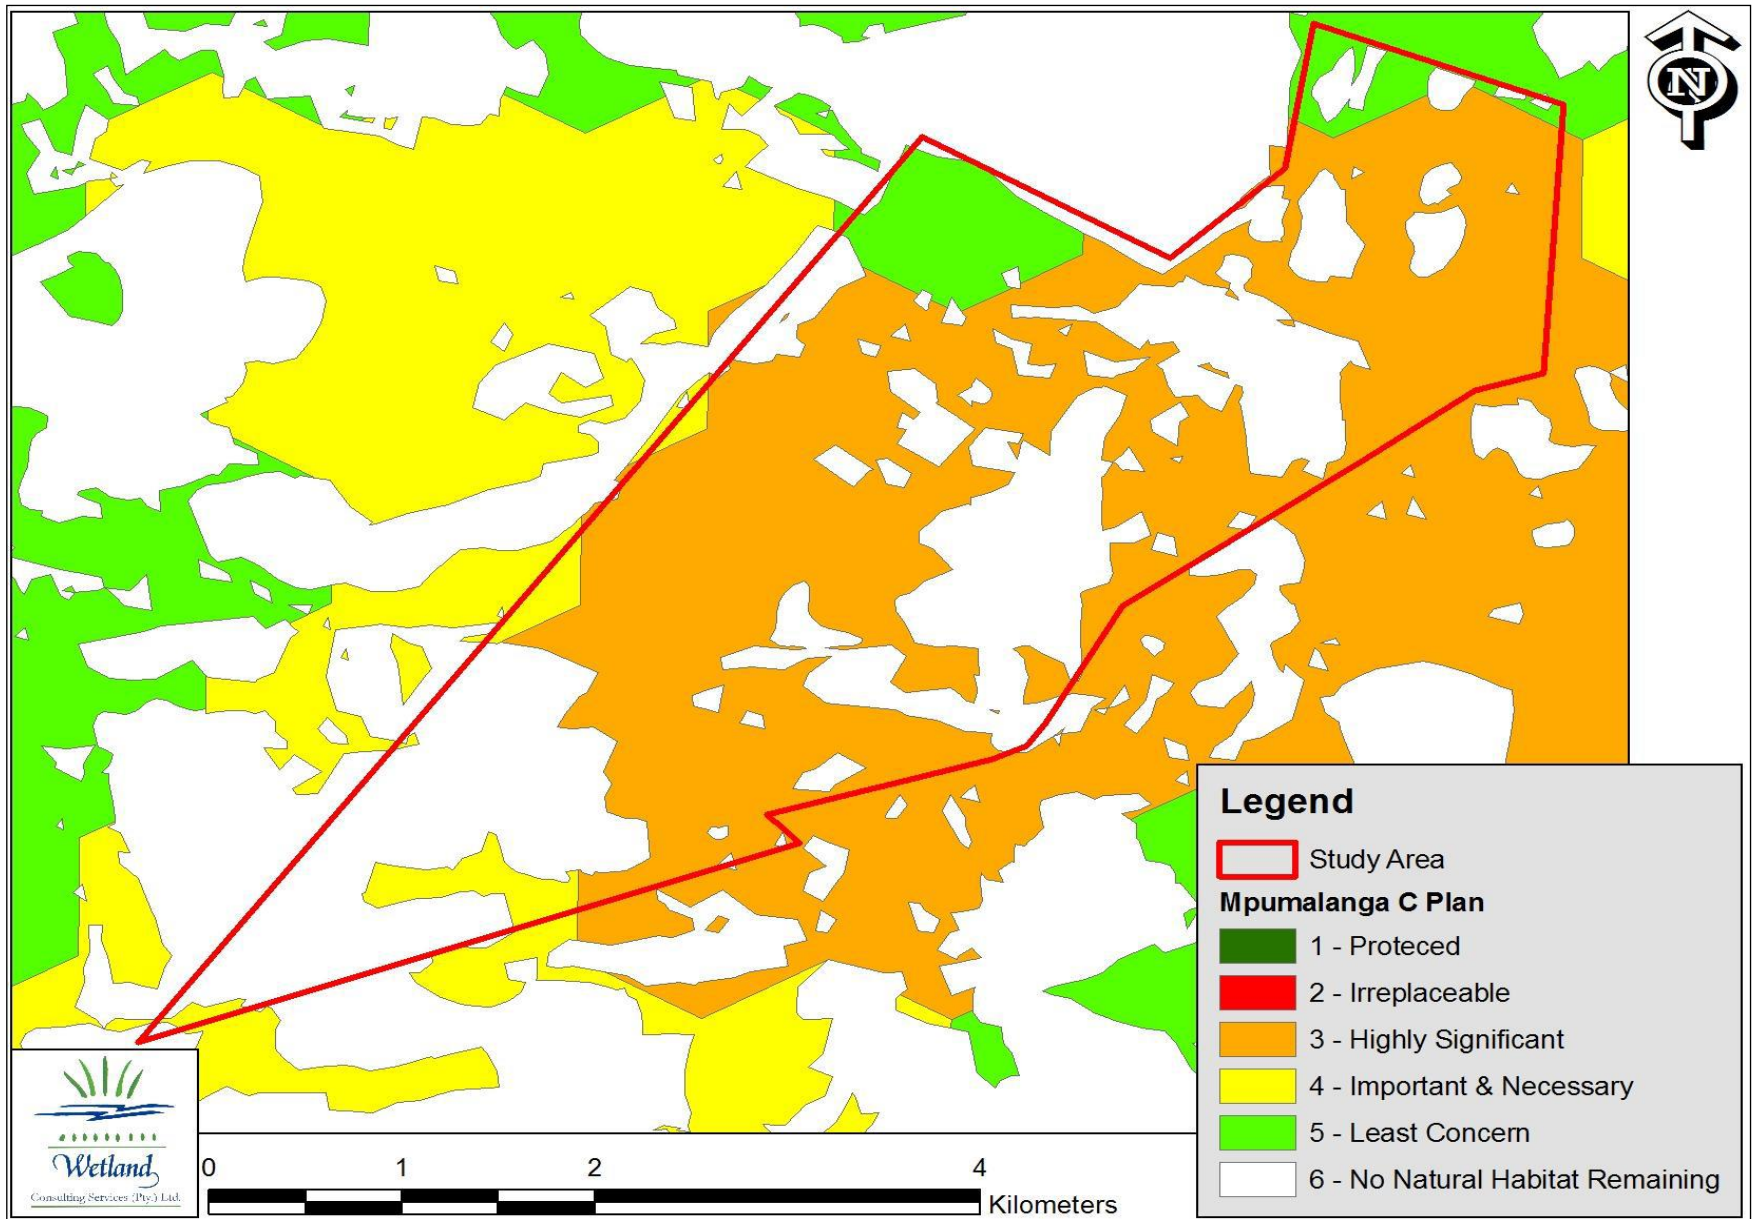 N
Legend
Study Area
Mpumalanga C Plan
1 - Proteced
2 - Irreplaceable
3 - Highly Significant
4 - Important & Necessary
5 - Least Concern
6 - No Natural Habitat Remaining
Wetland
Consulting Services (Pty.) Ltd.
0 1 2 4
Kilometers